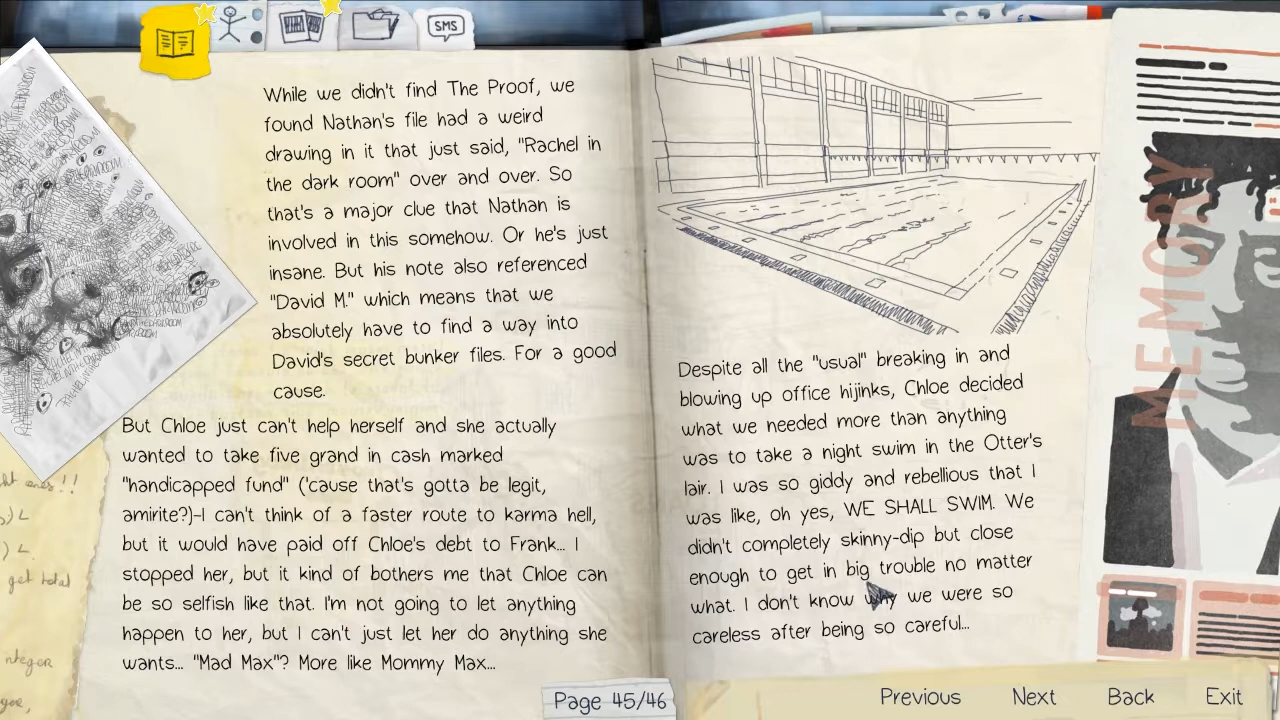 SMS
While we didn't find The Proof, we
found Nathan's file had a weird
drawing in it that just said, "Rachel in
the dark room" over and over. So
that's a major clue that Nathan is
involved in this somehow. Or he's just
insane. But his note also referenced
"David M." which means that we
absolutely have to find a way into
David's secret bunker files. For a good
cause.
But Chloe just can't help herself and she actually
wanted to take five grand in cash marked
"handicapped fund" ('cause that's gotta be legit,
amirite?)–I can't think of a faster route to karma hell,
but it would have paid off Chloe's debt to Frank... I
stopped her, but it kind of bothers me that Chloe can
be so selfish like that. I'm not going to let anything
happen to her, but I can't just let her do anything she
wants... "Mad Max"? More like Mommy Max...
Despite all the "usual" breaking in and
blowing up office hijinks, Chloe decided
what we needed more than anything
was to take a night swim in the Otter's
lair. I was so giddy and rebellious that I
was like, oh yes, WE SHALL SWIM. We
didn't completely skinny-dip but close
enough to get in big trouble no matter
what. I don't know why we were so
careless after being so careful...
MEMORY
Page 45/46
Previous
Next
Back
Exit